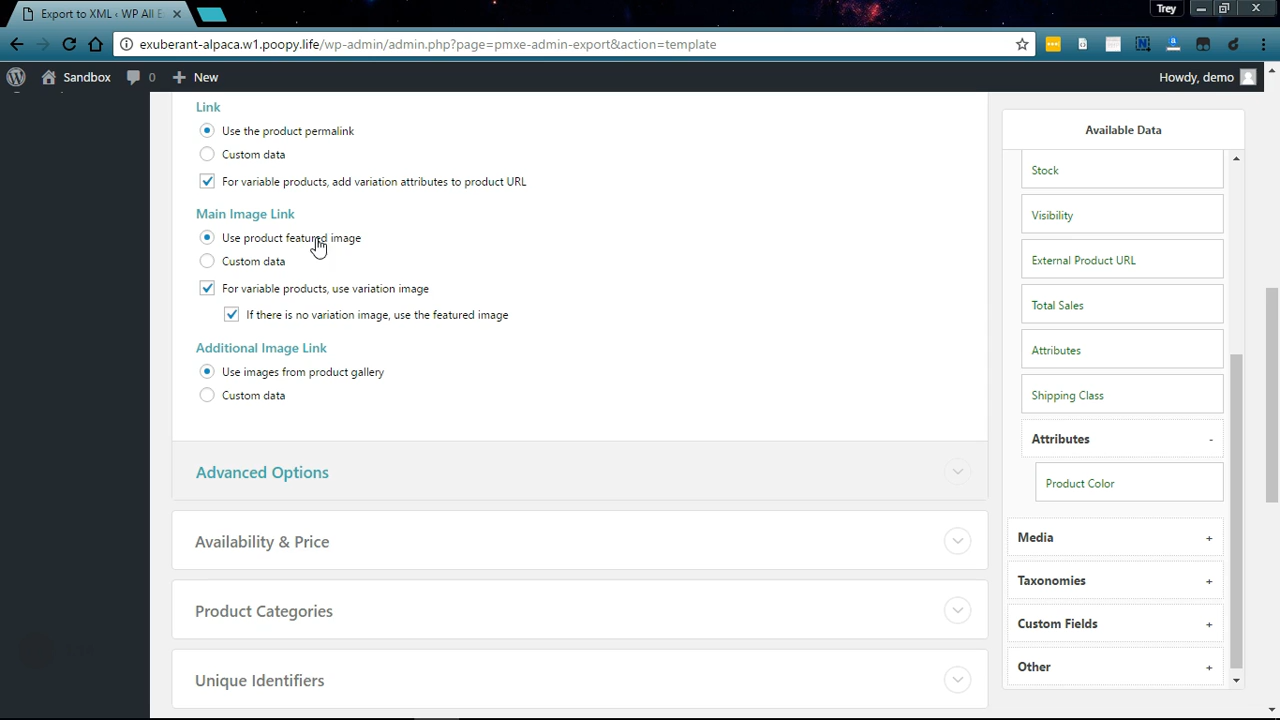 Export to XML ‹ WP All E
Trey
exuberant-alpaca.w1.poopy.life/wp-admin/admin.php?page=pmxe-admin-export&action=template
Sandbox 0 + New Howdy, demo
Link
Use the product permalink
Custom data
For variable products, add variation attributes to product URL
Main Image Link
Use product featured image
Custom data
For variable products, use variation image
If there is no variation image, use the featured image
Additional Image Link
Use images from product gallery
Custom data
Advanced Options
Availability & Price
Product Categories
Unique Identifiers
Available Data
Stock
Visibility
External Product URL
Total Sales
Attributes
Shipping Class
Attributes -
Product Color
Media +
Taxonomies +
Custom Fields +
Other +